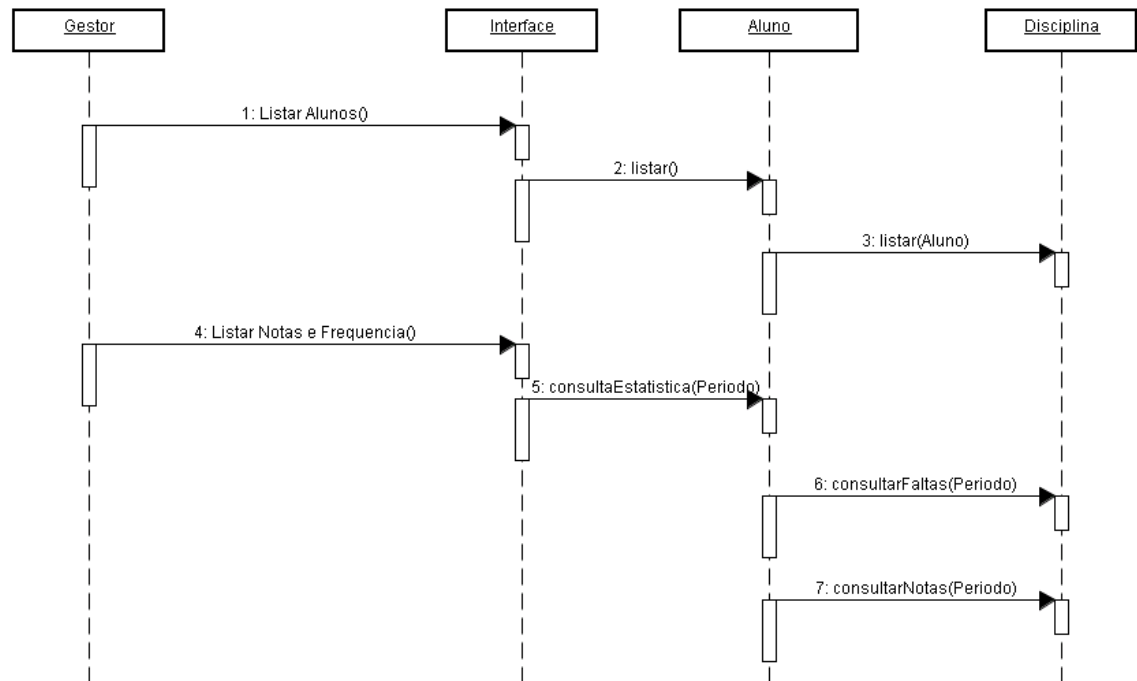 Gestor
Interface
Aluno
Disciplina
1: Listar Alunos()
2: listar()
3: listar(Aluno)
4: Listar Notas e Frequencia()
5: consultaEstatistica(Periodo)
6: consultarFaltas(Periodo)
7: consultarNotas(Periodo)